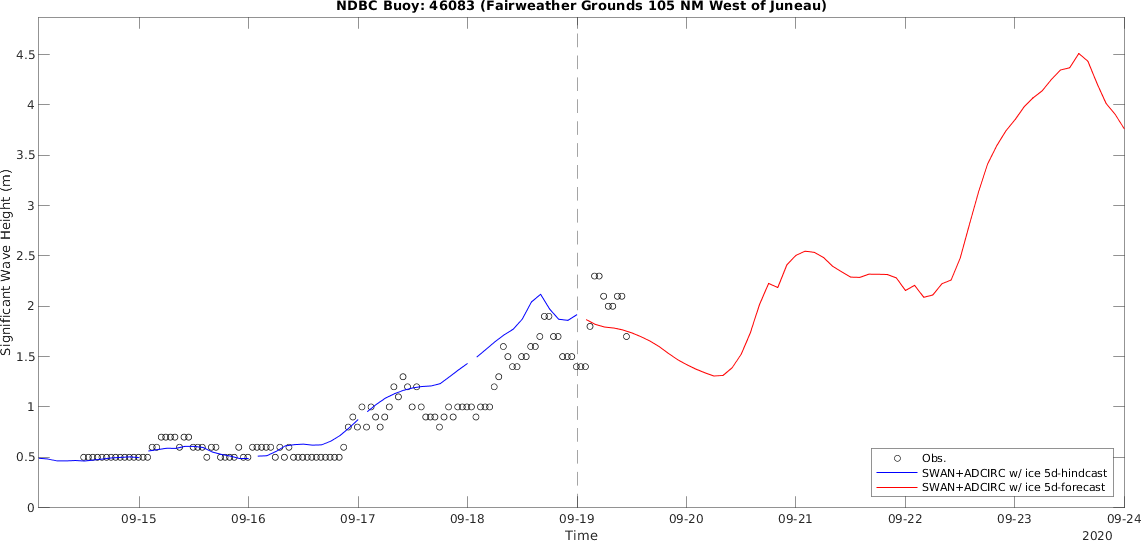 NDBC Buoy: 46083 (Fairweather Grounds 105 NM West of Juneau)
Significant Wave Height (m)
4.5
4
3.5
3
2.5
2
1.5
1
0.5
0
Obs.
SWAN+ADCIRC w/ ice 5d-hindcast
SWAN+ADCIRC w/ ice 5d-forecast
09-15 09-16 09-17 09-18 09-19 09-20 09-21 09-22 09-23 09-24
Time
2020